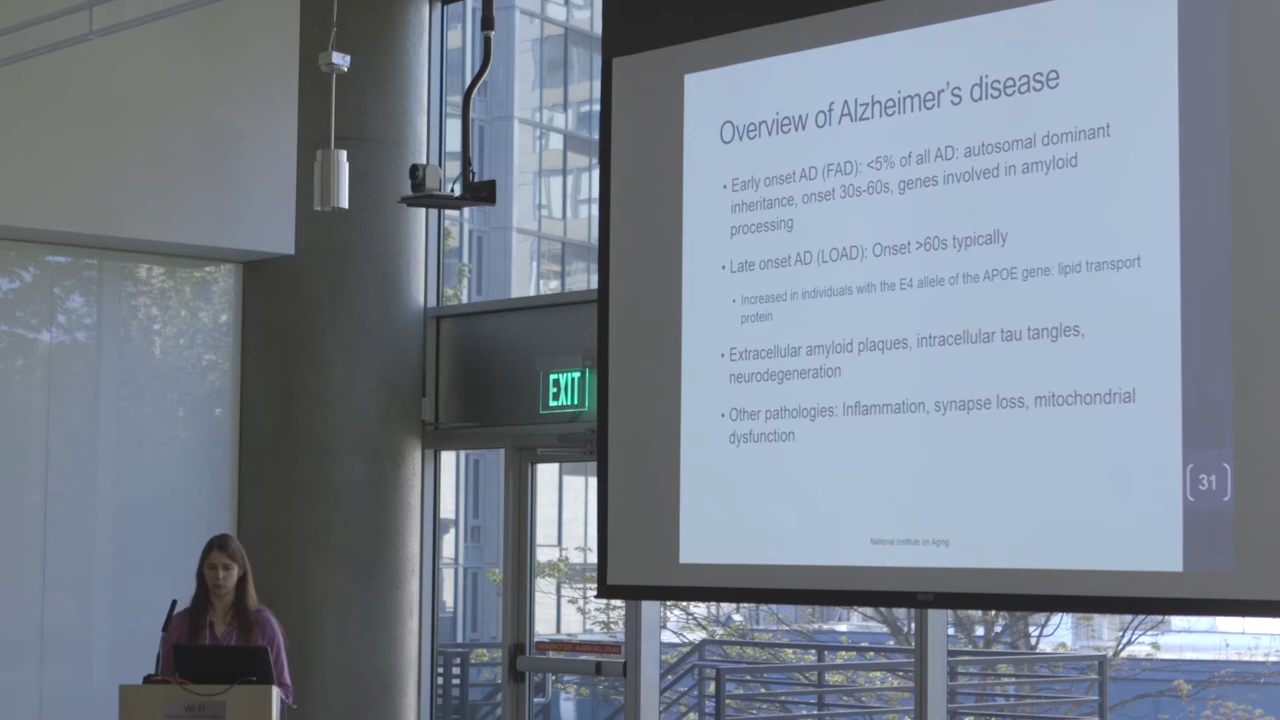 Overview of Alzheimer's disease
• Early onset AD (FAD): <5% of all AD: autosomal dominant
inheritance, onset 30s-60s, genes involved in amyloid
processing
• Late onset AD (LOAD): Onset >60s typically
• Increased in individuals with the E4 allele of the APOE gene: lipid transport
protein
• Extracellular amyloid plaques, intracellular tau tangles,
neurodegeneration
• Other pathologies: Inflammation, synapse loss, mitochondrial
dysfunction
National Institute on Aging
31
EXIT
Wi-Fi